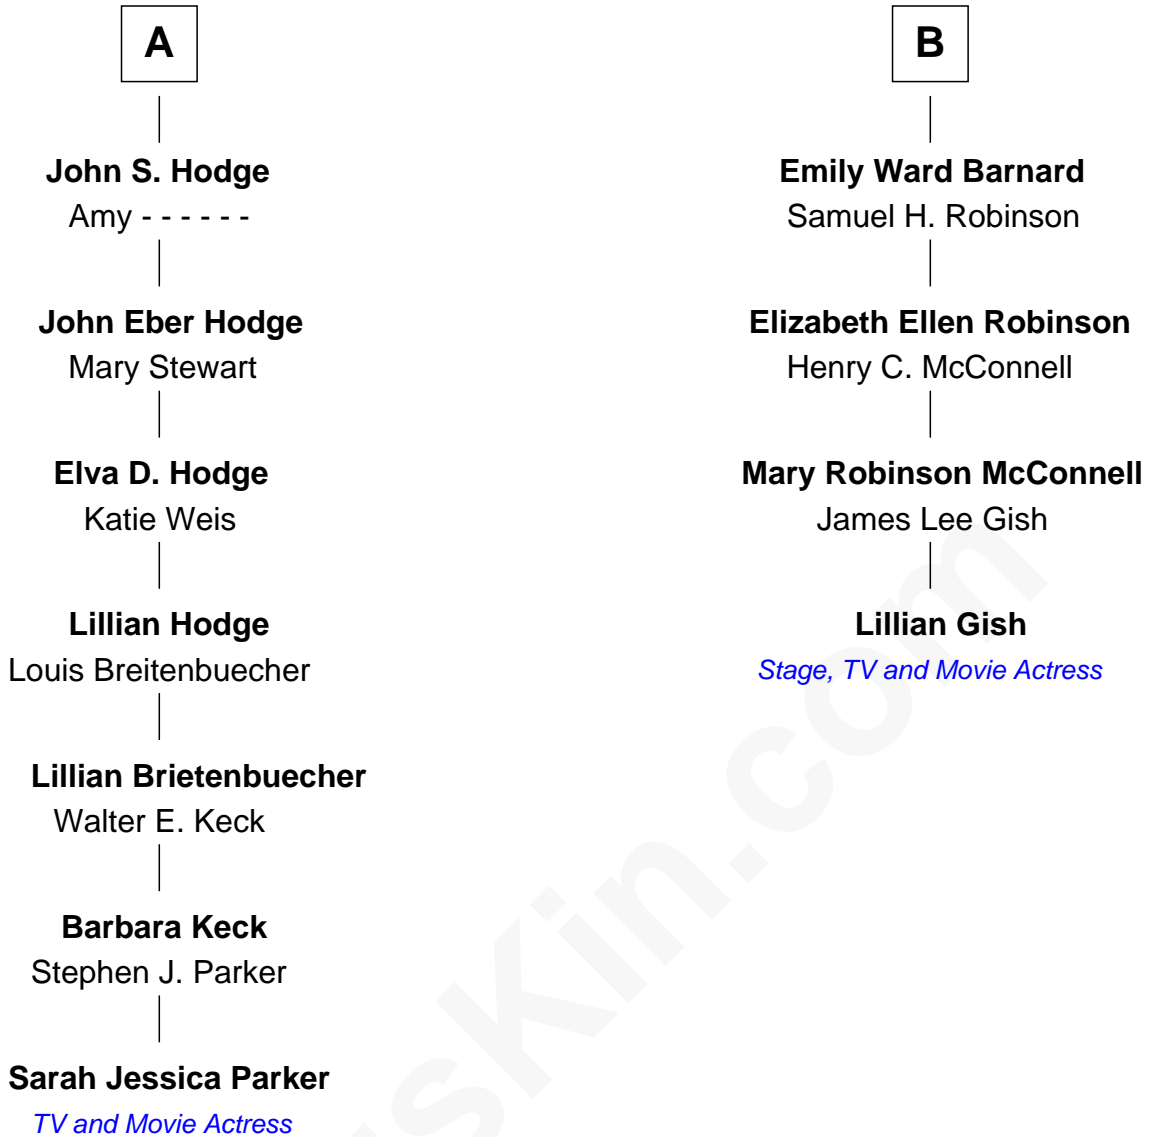 A
John S. Hodge
Amy - - - - - -
John Eber Hodge
Mary Stewart
Elva D. Hodge
Katie Weis
Lillian Hodge
Louis Breitenbuecher
Lillian Brietenbuecher
Walter E. Keck
Barbara Keck
Stephen J. Parker
Sarah Jessica Parker
TV and Movie Actress
B
Emily Ward Barnard
Samuel H. Robinson
Elizabeth Ellen Robinson
Henry C. McConnell
Mary Robinson McConnell
James Lee Gish
Lillian Gish
Stage, TV and Movie Actress
usKin.com